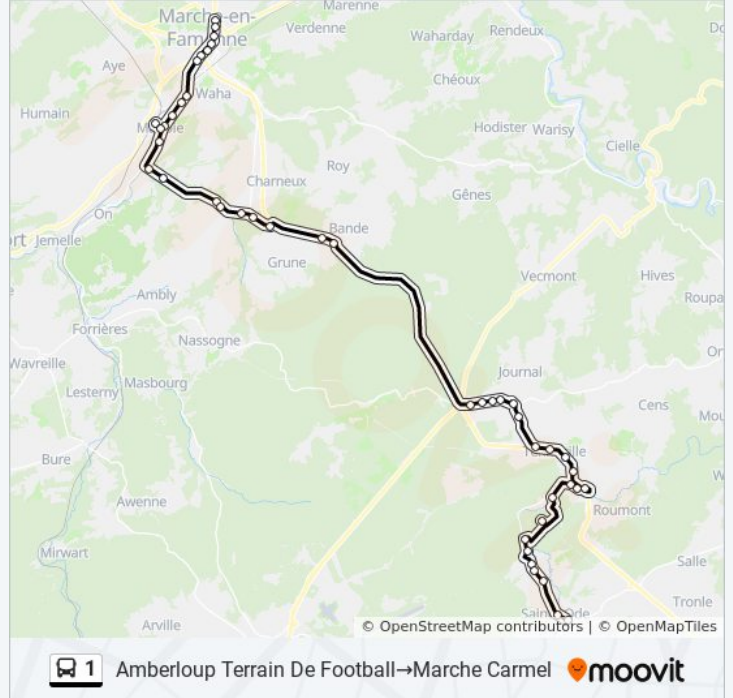 Marenne
Marche-en-
Famenne
Verdenne
Waharday
Rendeux
Aye
Chéoux
Waha
Humain
Hodister
Warisy
Cielle
Roy
Charneux
Gênes
On
Bande
Jemelle
Grune
Vecmont
Hives
Ambly
Roupa
Forrières
Nassogne
Wavreille
Journal
Masbourg
Lesterny
Cens
Mou
Bure
Awenne
Roumont
Mirwart
Salle
Tronle
Arville
© OpenStreetMap contributors | © OpenMapTiles
1 Amberloup Terrain De Football→Marche Carmel moovit